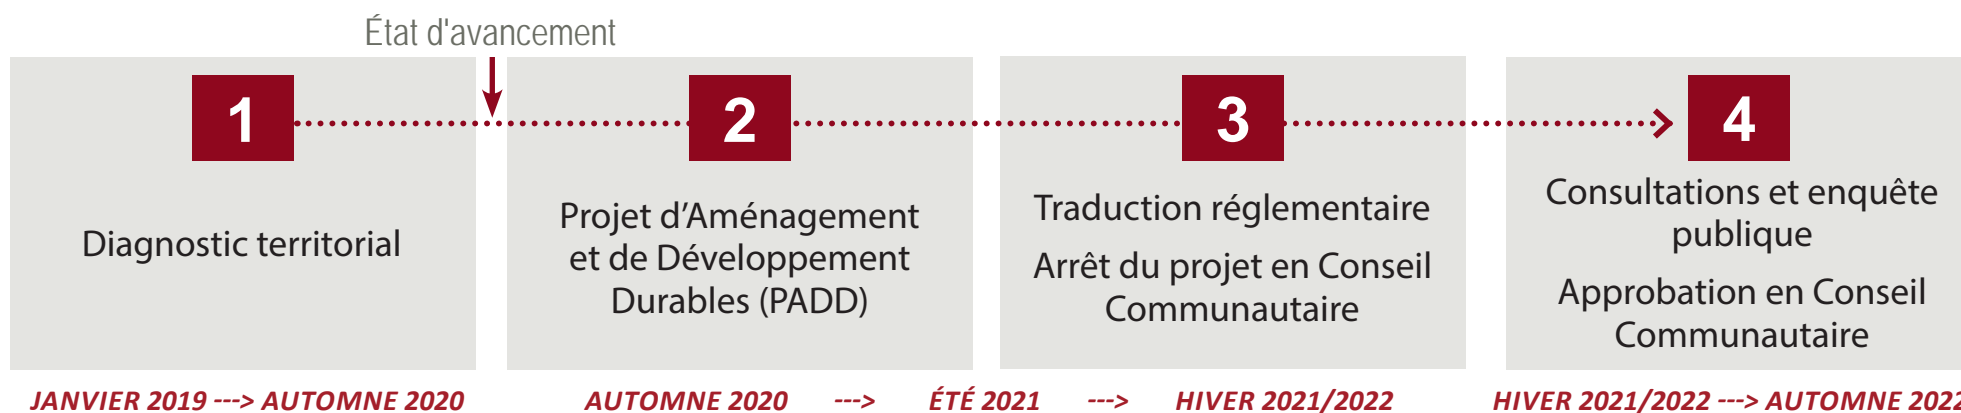 État d'avancement
1
2
3
4
Diagnostic territorial
Projet d’Aménagement
et de Développement
Durables (PADD)
Traduction réglementaire
Arrêt du projet en Conseil
Communautaire
Consultations et enquête
publique
Approbation en Conseil
Communautaire
JANVIER 2019 ---> AUTOMNE 2020
AUTOMNE 2020 ---> ÉTÉ 2021 ---> HIVER 2021/2022
HIVER 2021/2022 ---> AUTOMNE 2022